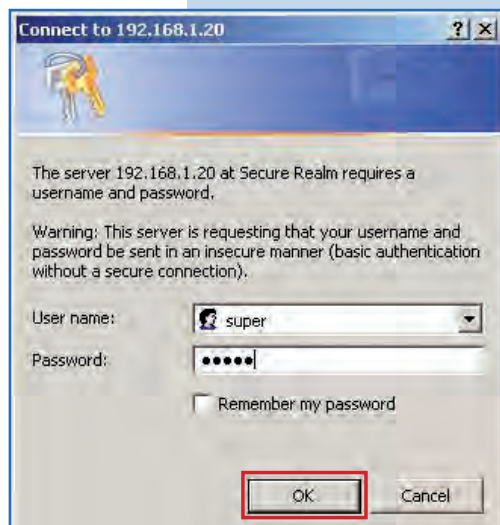 Connect to 192.168.1.20
The server 192.168.1.20 at Secure Realm requires a
username and password.
Warning: This server is requesting that your username and
password be sent in an insecure manner (basic authentication
without a secure connection).
User name:
super
Password:
•••••
Remember my password
OK
Cancel